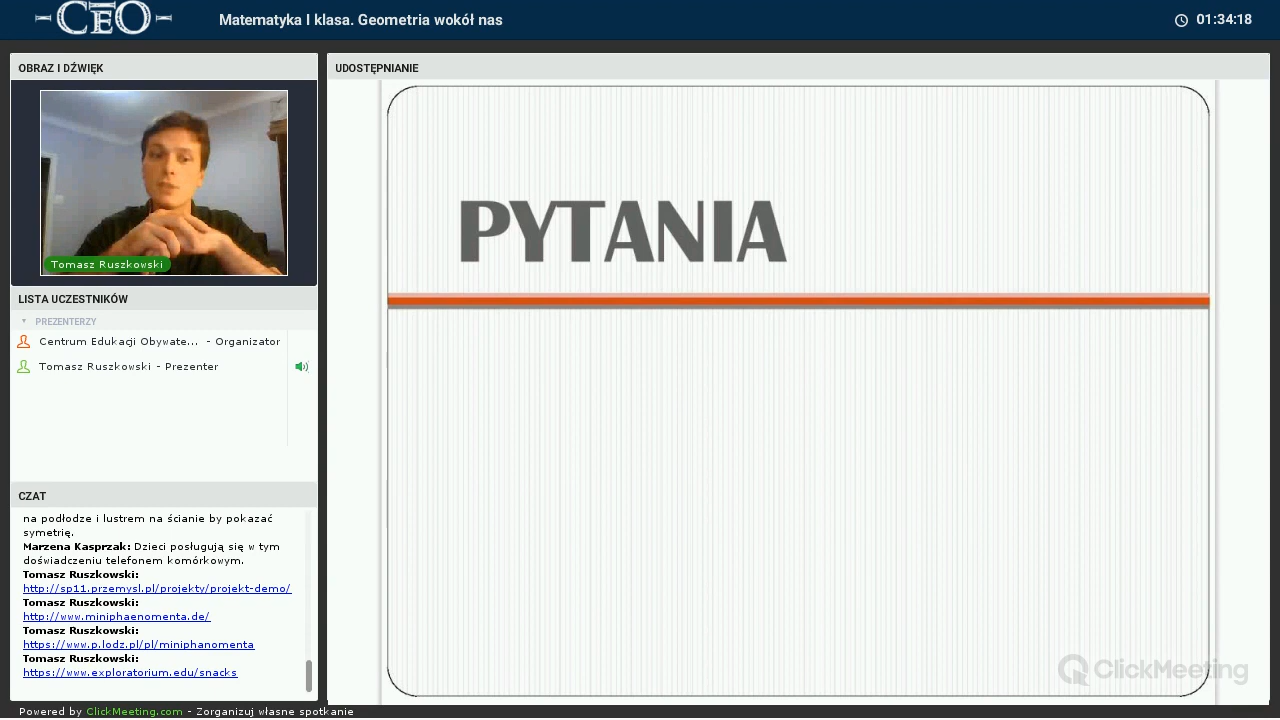 CEO
Matematyka I klasa. Geometria wokół nas
01:34:18
OBRAZ I DŹWIĘK
Tomasz Ruszkowski
LISTA UCZESTNIKÓW
PREZENTERZY
Centrum Edukacji Obywate... - Organizator
Tomasz Ruszkowski - Prezenter
CZAT
na podłodze i lustrem na ścianie by pokazać
symetrię.
Marzena Kasprzak: Dzieci posługują się w tym
doświadczeniu telefonem komórkowym.
Tomasz Ruszkowski:
http://sp11.przemysl.pl/projekty/projekt-demo/
Tomasz Ruszkowski:
http://www.miniphaenomenta.de/
Tomasz Ruszkowski:
https://www.p.lodz.pl/pl/miniphanomenta
Tomasz Ruszkowski:
https://www.exploratorium.edu/snacks
UDOSTĘPNIANIE
PYTANIA
ClickMeeting
Powered by ClickMeeting.com - Zorganizuj własne spotkanie